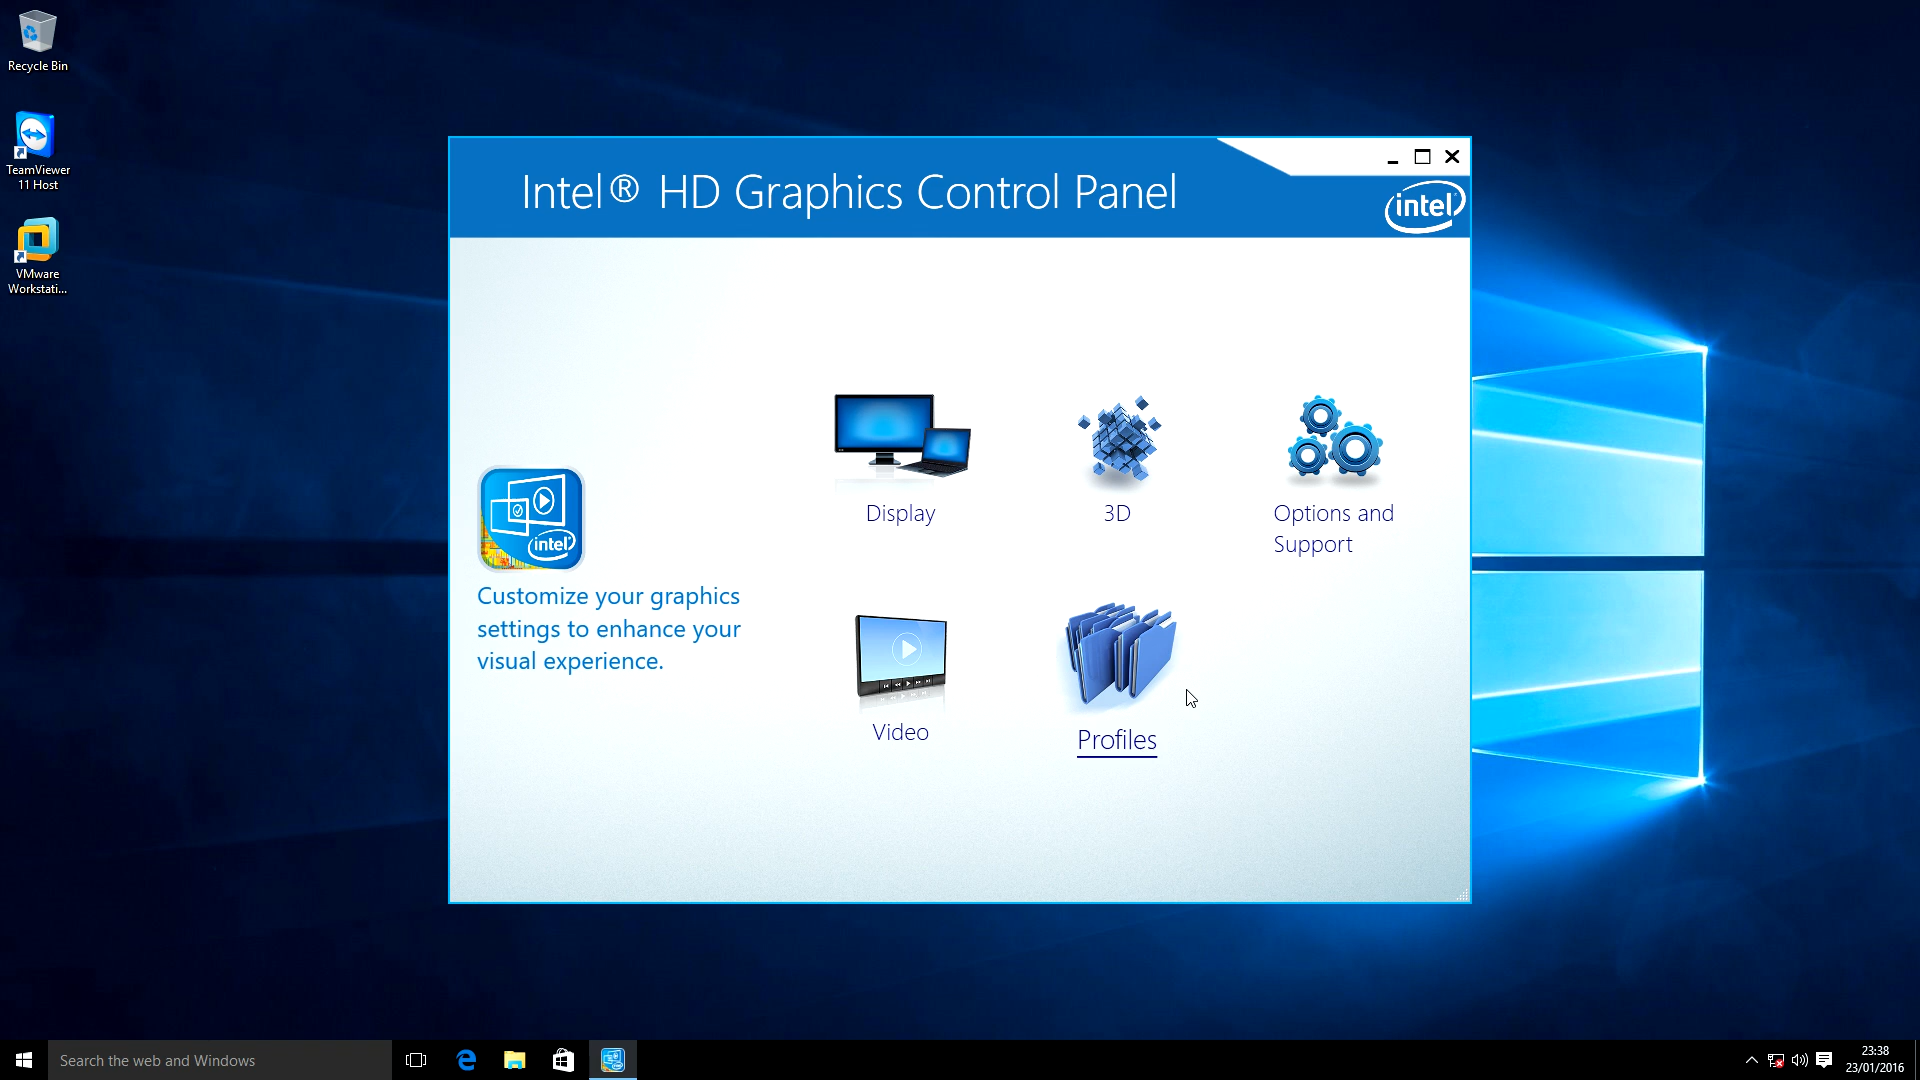 Recycle Bin
TeamViewer
11 Host
VMware
Workstati...
Intel® HD Graphics Control Panel
intel
Display
3D
Options and
Support
intel
Customize your graphics
settings to enhance your
visual experience.
Video
Profiles
Search the web and Windows
23:38
23/01/2016